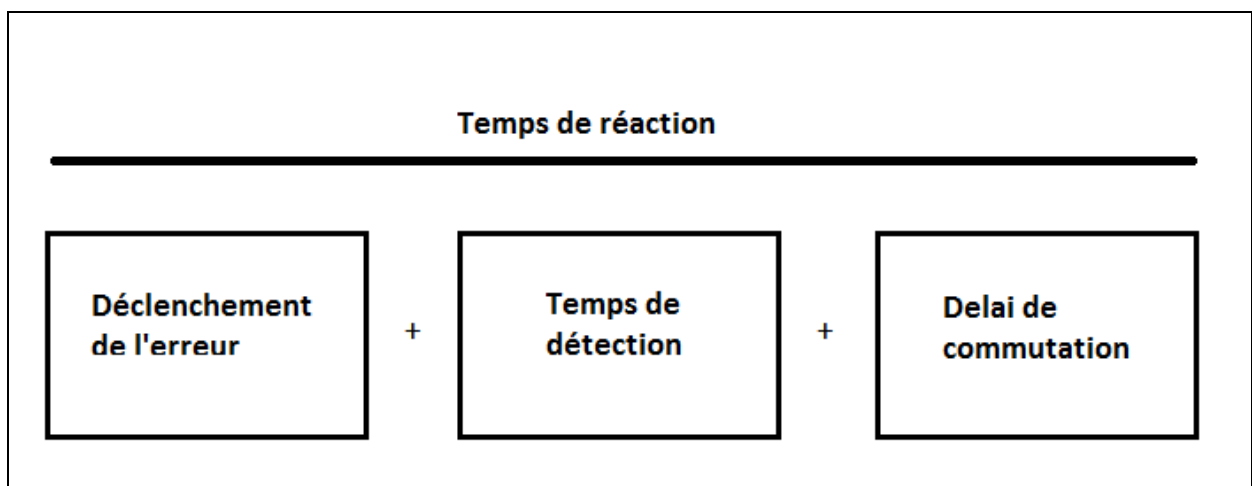 Temps de réaction
Déclenchement
de l'erreur
+
Temps de
détection
+
Delai de
commutation